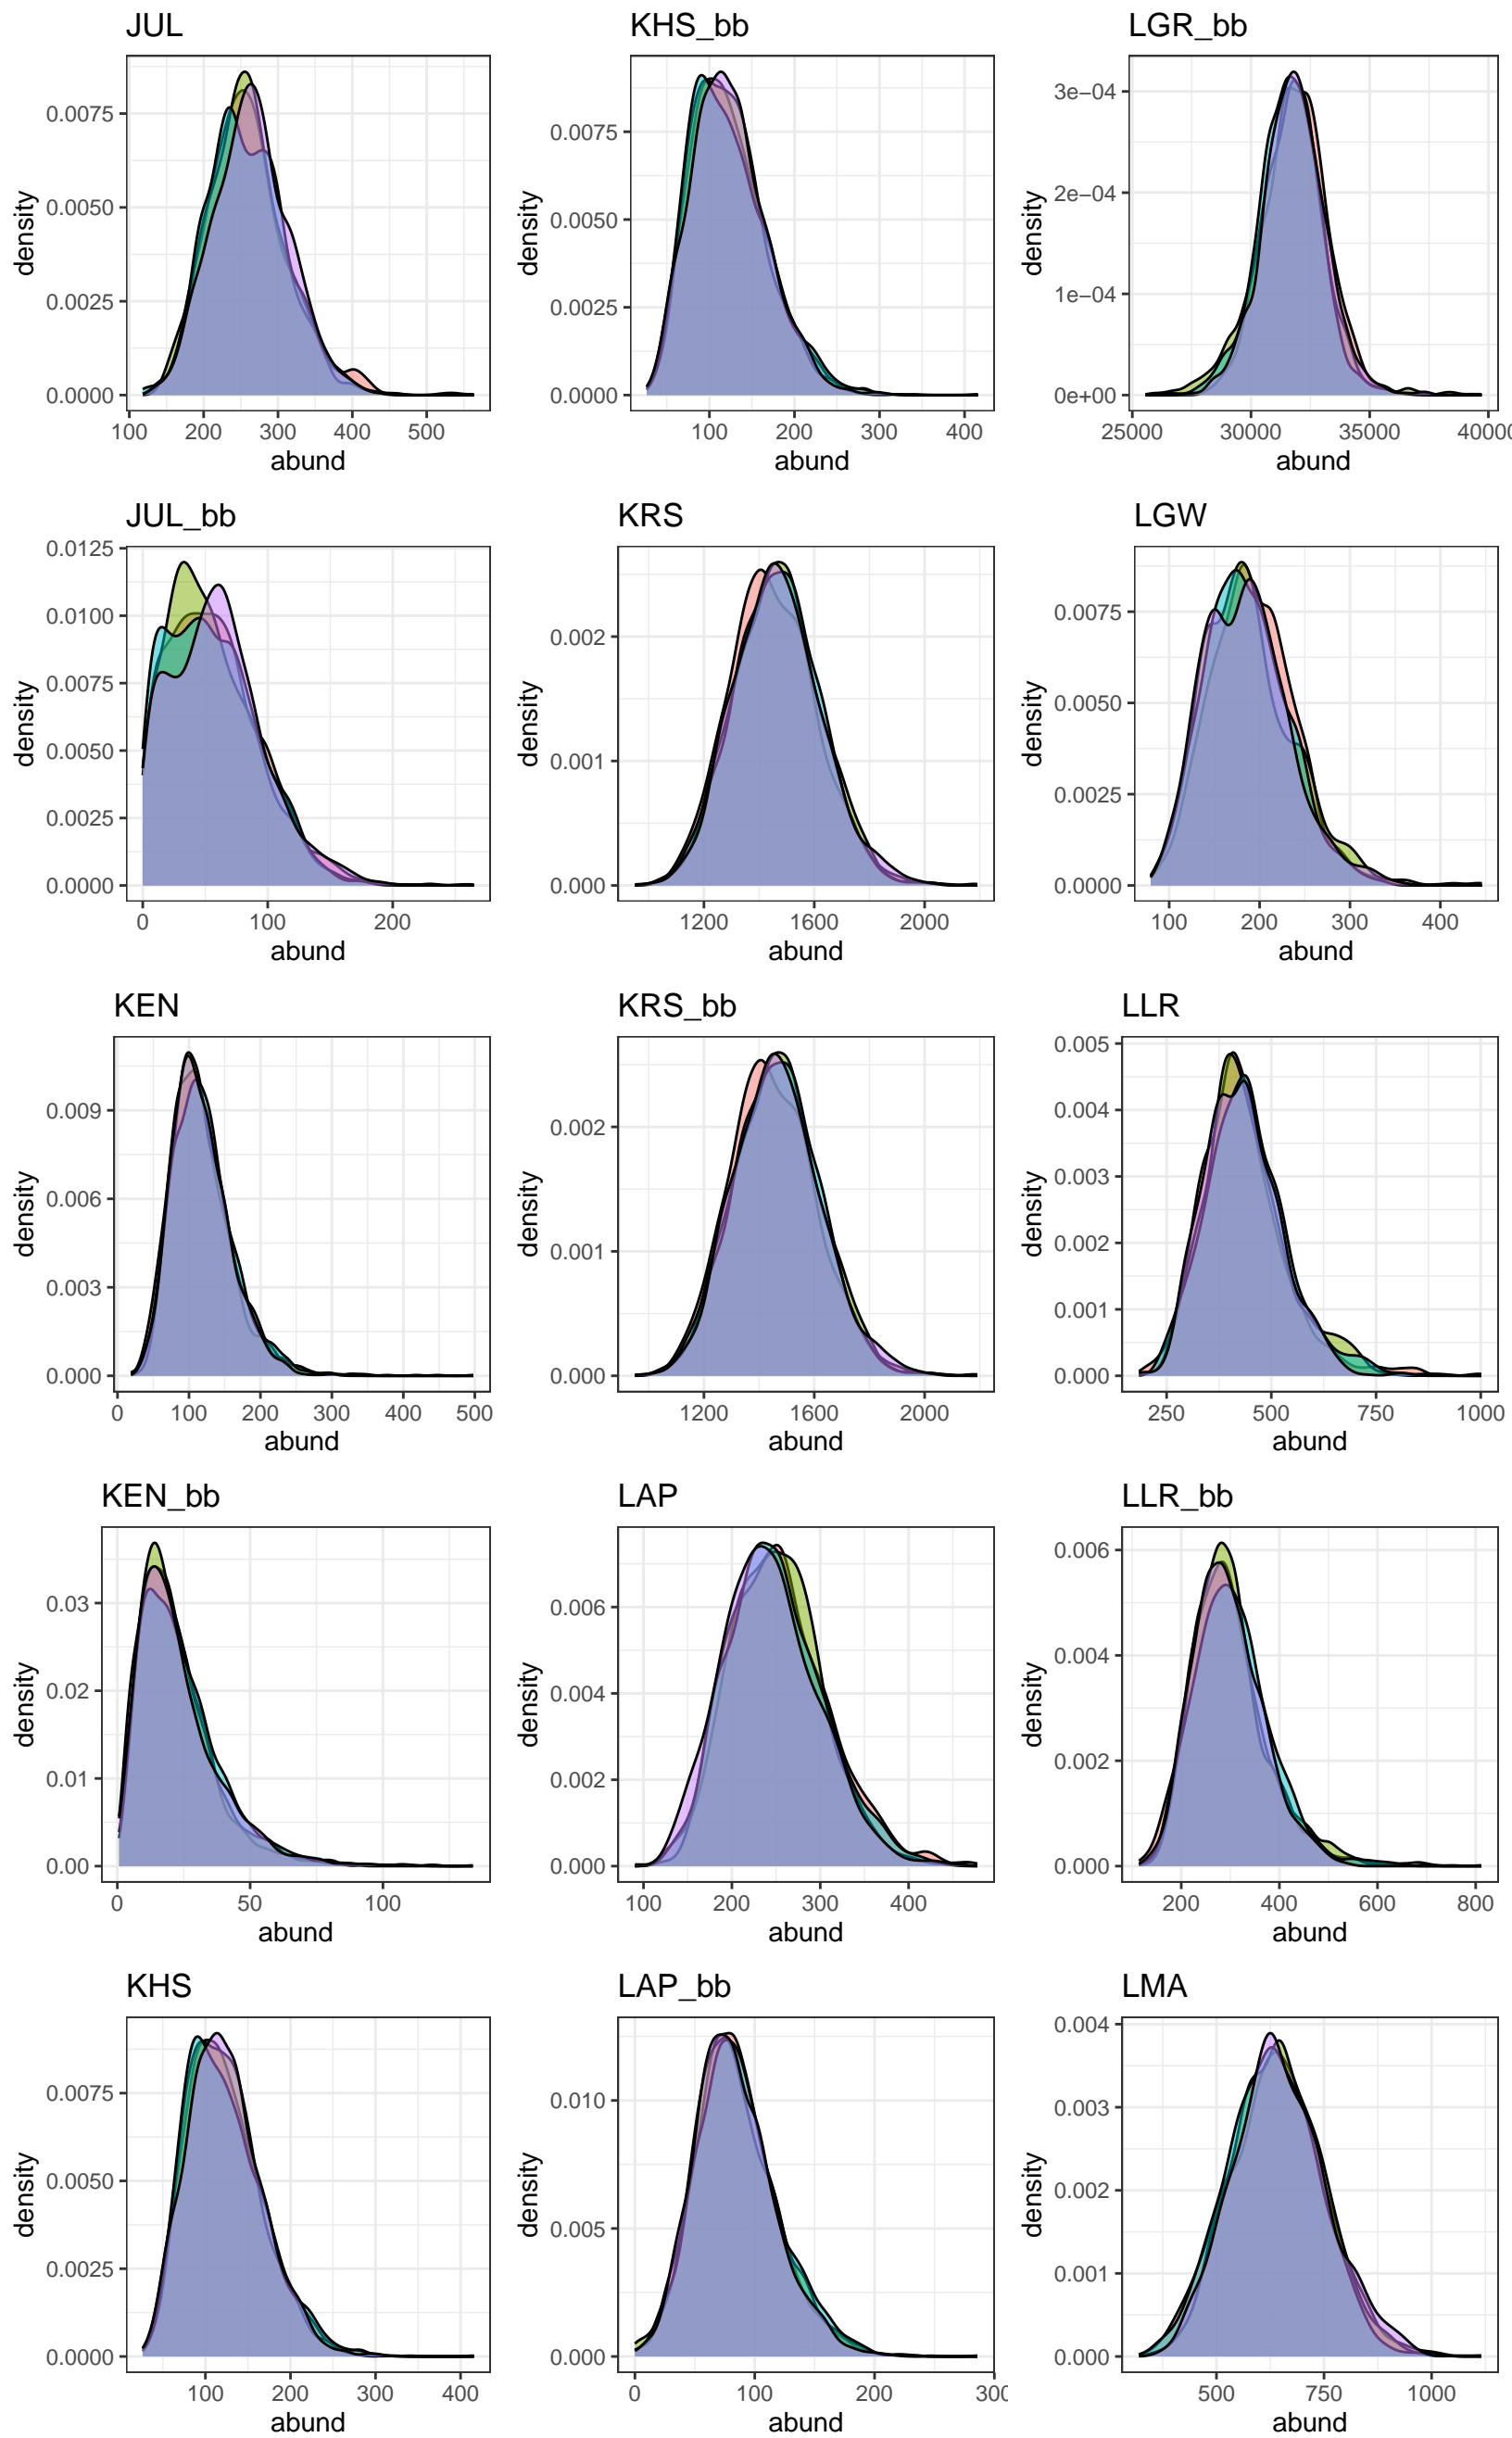 JUL
KHS_bb
LGR_bb
density
0.0075
0.0050
0.0025
0.0000
100 200 300 400 500
abund
density
0.0075
0.0050
0.0025
0.0000
100 200 300 400
abund
density
3e−04
2e−04
1e−04
0e+00
25000 30000 35000 4000
abund
JUL_bb
KRS
LGW
density
0.0125
0.0100
0.0075
0.0050
0.0025
0.0000
0 100 200
abund
density
0.002
0.001
0.000
1200 1600 2000
abund
density
0.0075
0.0050
0.0025
0.0000
100 200 300 400
abund
KEN
KRS_bb
LLR
density
0.009
0.006
0.003
0.000
0 100 200 300 400 500
abund
density
0.002
0.001
0.000
1200 1600 2000
abund
density
0.005
0.004
0.003
0.002
0.001
0.000
250 500 750 1000
abund
KEN_bb
LAP
LLR_bb
density
0.03
0.02
0.01
0.00
0 50 100
abund
density
0.006
0.004
0.002
0.000
100 200 300 400
abund
density
0.006
0.004
0.002
0.000
200 400 600 800
abund
KHS
LAP_bb
LMA
density
0.0075
0.0050
0.0025
0.0000
100 200 300 400
abund
density
0.010
0.005
0.000
0 100 200 300
abund
density
0.004
0.003
0.002
0.001
0.000
500 750 1000
abund